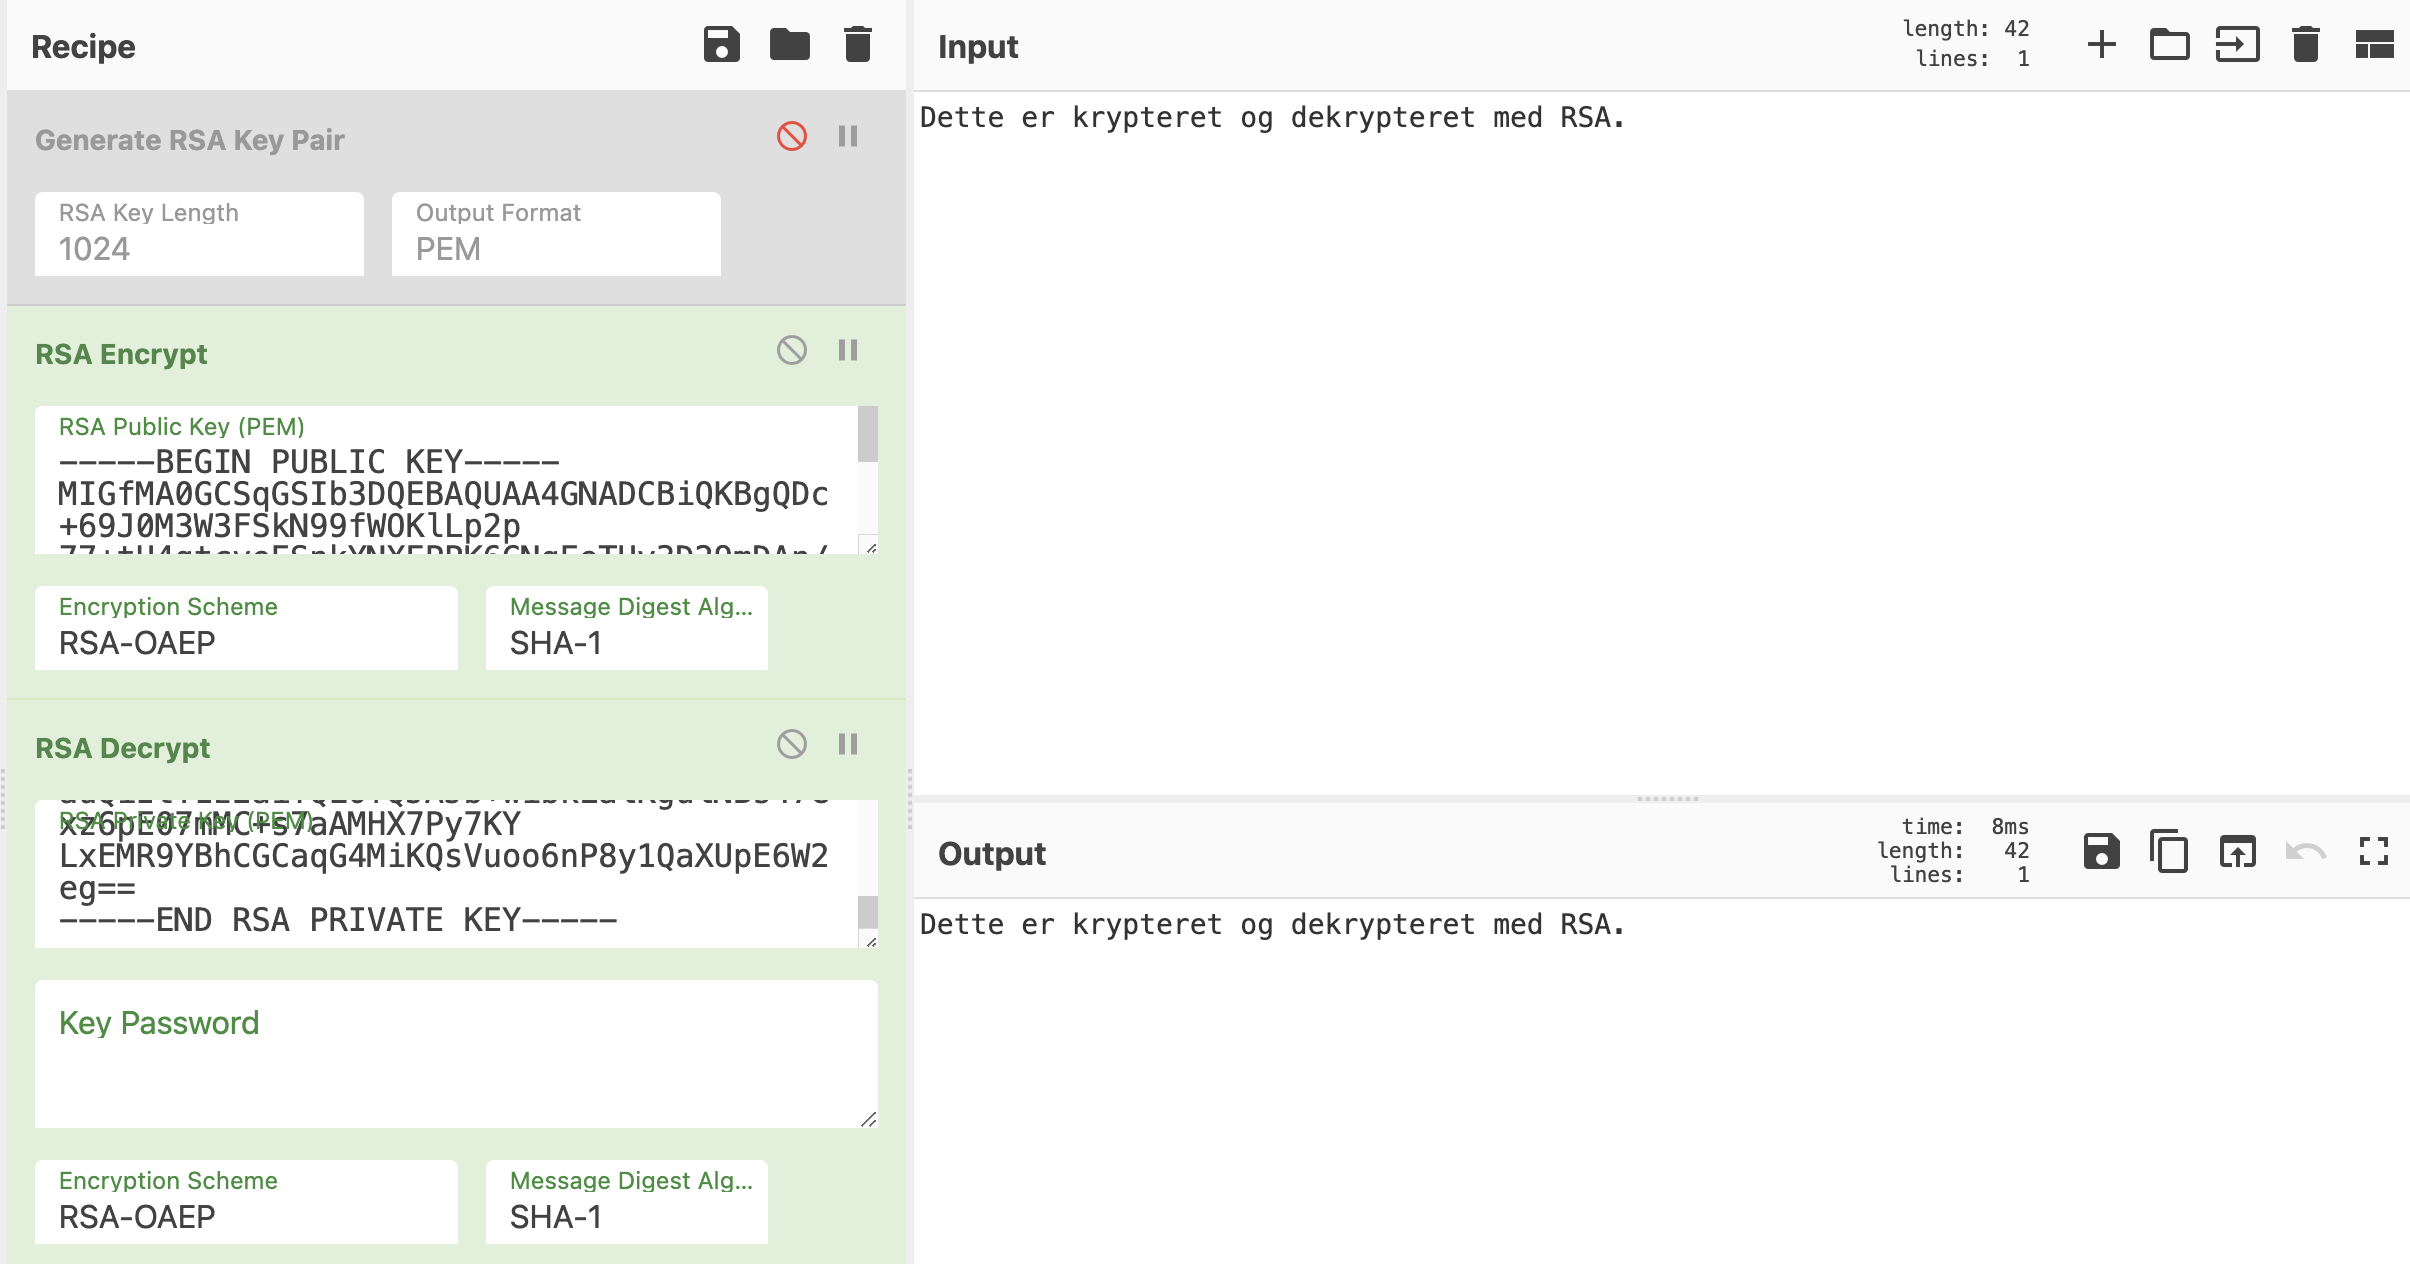 Recipe
Generate RSA Key Pair
RSA Key Length
1024
Output Format
PEM
RSA Encrypt
RSA Public Key (PEM)
-----BEGIN PUBLIC KEY-----
MIGfMA0GCSqGSIb3DQEBAQUAA4GNADCBiQKBgQDc
+69J0M3W3FSkN99fWOKlLp2p
Encryption Scheme
RSA-OAEP
Message Digest Alg...
SHA-1
RSA Decrypt
RSA Private Key (PEM)
xz6pE07mMC+s7aAMHX7Py7KY
LxEMR9YBhCGCaqG4MiKQsVuoo6nP8y1QaXUpE6W2
eg==
-----END RSA PRIVATE KEY-----
Key Password
Encryption Scheme
RSA-OAEP
Message Digest Alg...
SHA-1
Input
length: 42
lines: 1
Dette er krypteret og dekrypteret med RSA.
Output
time: 8ms
length: 42
lines: 1
Dette er krypteret og dekrypteret med RSA.